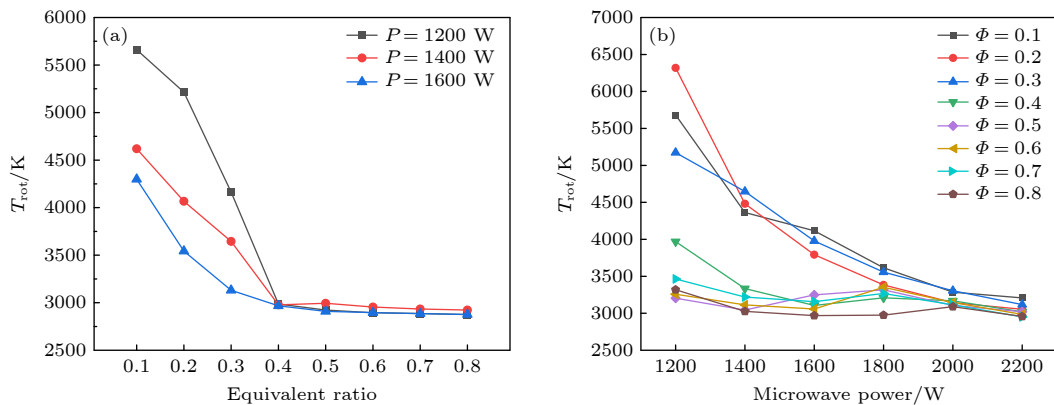 (a)
P = 1200 W
P = 1400 W
P = 1600 W
6000
5500
5000
4500
4000
3500
3000
2500
T_rot/K
0.1 0.2 0.3 0.4 0.5 0.6 0.7 0.8
Equivalent ratio
(b)
Φ = 0.1
Φ = 0.2
Φ = 0.3
Φ = 0.4
Φ = 0.5
Φ = 0.6
Φ = 0.7
Φ = 0.8
7000
6500
6000
5500
5000
4500
4000
3500
3000
2500
T_rot/K
1200 1400 1600 1800 2000 2200
Microwave power/W